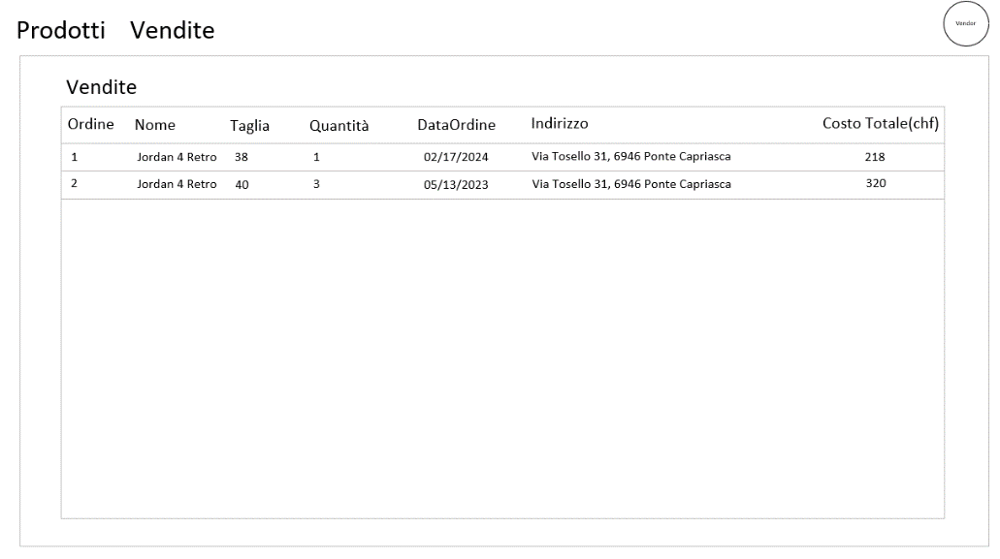 Prodotti Vendite
Vendor
Vendite
Ordine Nome Taglia Quantità DataOrdine Indirizzo Costo Totale(chf)
1 Jordan 4 Retro 38 1 02/17/2024 Via Tosello 31, 6946 Ponte Capriasca 218
2 Jordan 4 Retro 40 3 05/13/2023 Via Tosello 31, 6946 Ponte Capriasca 320